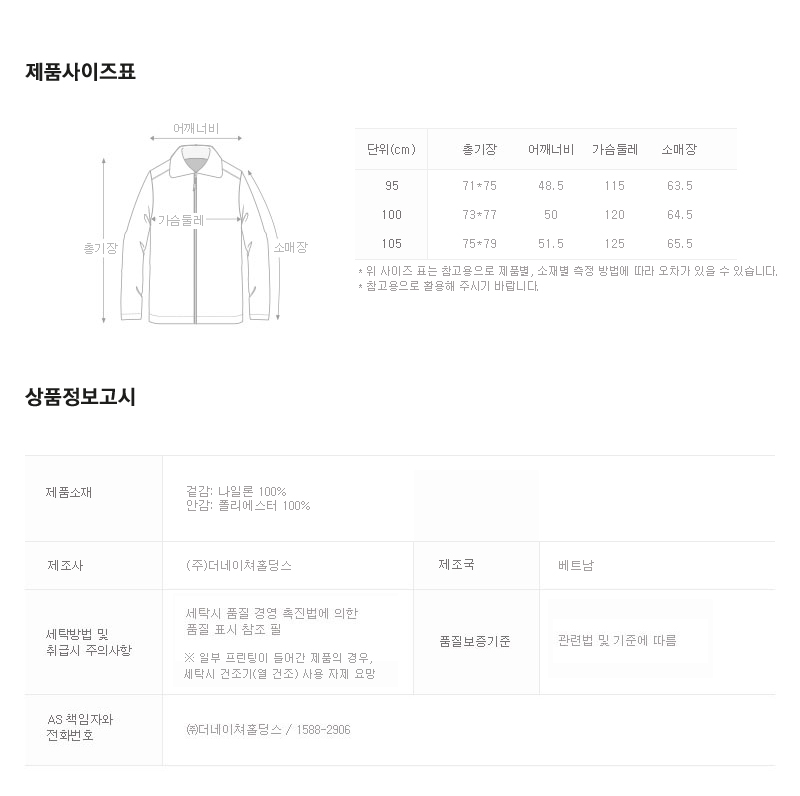 제품사이즈표
어깨너비
가슴둘레
총기장
소매장
단위(cm) 총기장 어깨너비 가슴둘레 소매장
95 71*75 48.5 115 63.5
100 73*77 50 120 64.5
105 75*79 51.5 125 65.5
* 위 사이즈 표는 참고용으로 제품별, 소재별 측정 방법에 따라 오차가 있을 수 있습니다.
* 참고용으로 활용해 주시기 바랍니다.
상품정보고시
제품소재
겉감: 나일론 100%
안감: 폴리에스터 100%
제조사 (주)더네이쳐홀딩스 제조국 베트남
세탁방법 및
취급시 주의사항
세탁시 품질 경영 촉진법에 의한
품질 표시 참조 필
※ 일부 프린팅이 들어간 제품의 경우,
세탁시 건조기(열 건조) 사용 자제 요망
품질보증기준 관련법 및 기준에 따름
AS 책임자와
전화번호
㈜더네이쳐홀딩스 / 1588-2906